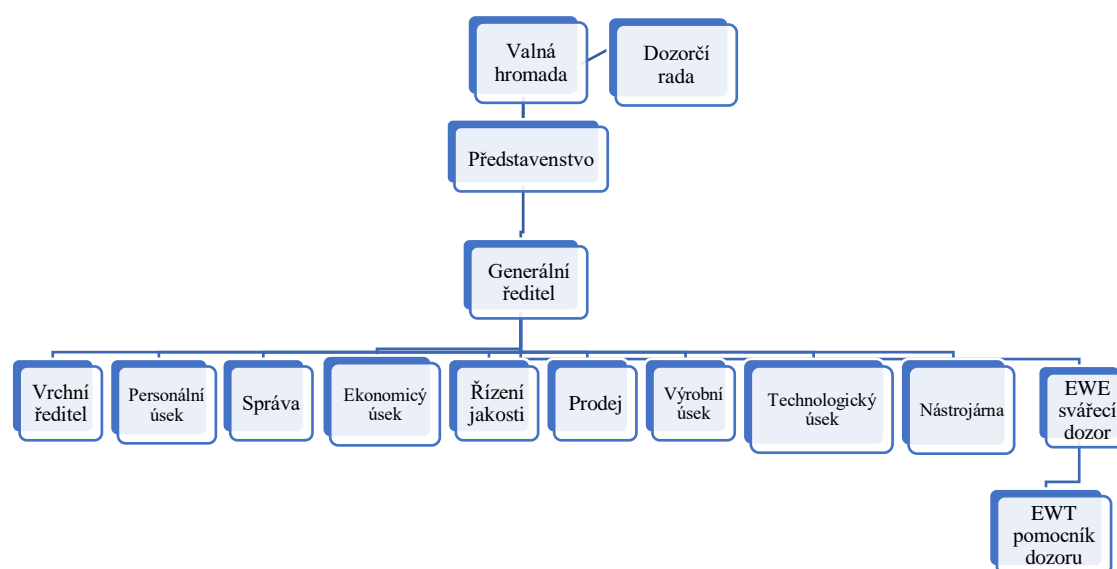 Valná
hromada
Dozorčí
rada
Představenstvo
Generální
ředitel
Vrchní
ředitel
Personální
úsek
Správa
Ekonomicý
úsek
Řízení
jakosti
Prodej
Výrobní
úsek
Technologický
úsek
Nástrojárna
EWE
svářecí
dozor
EWT
pomocník
dozoru